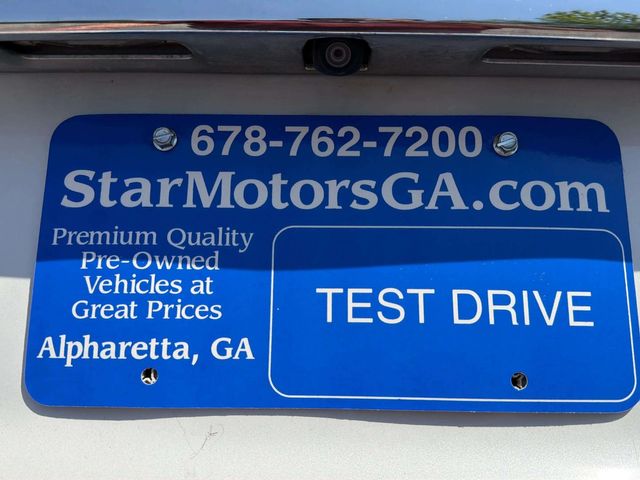 678-762-7200
StarMotorsGA.com
Premium Quality
Pre-Owned
Vehicles at
Great Prices
Alpharetta, GA
TEST DRIVE